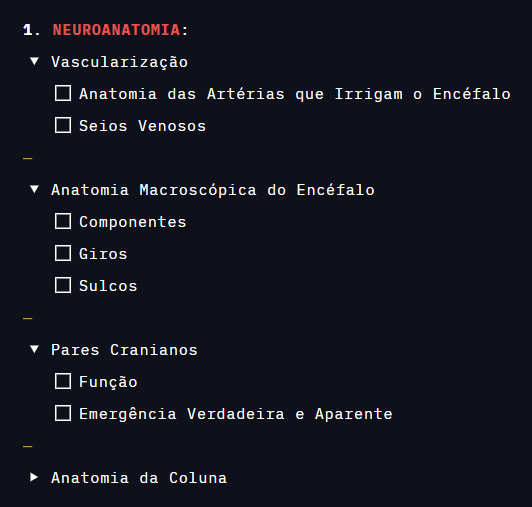 1. NEUROANATOMIA:
Vascularização
Anatomia das Artérias que Irrigam o Encéfalo
Seios Venosos
—
Anatomia Macroscópica do Encéfalo
Componentes
Giros
Sulcos
—
Pares Cranianos
Função
Emergência Verdadeira e Aparente
—
Anatomia da Coluna